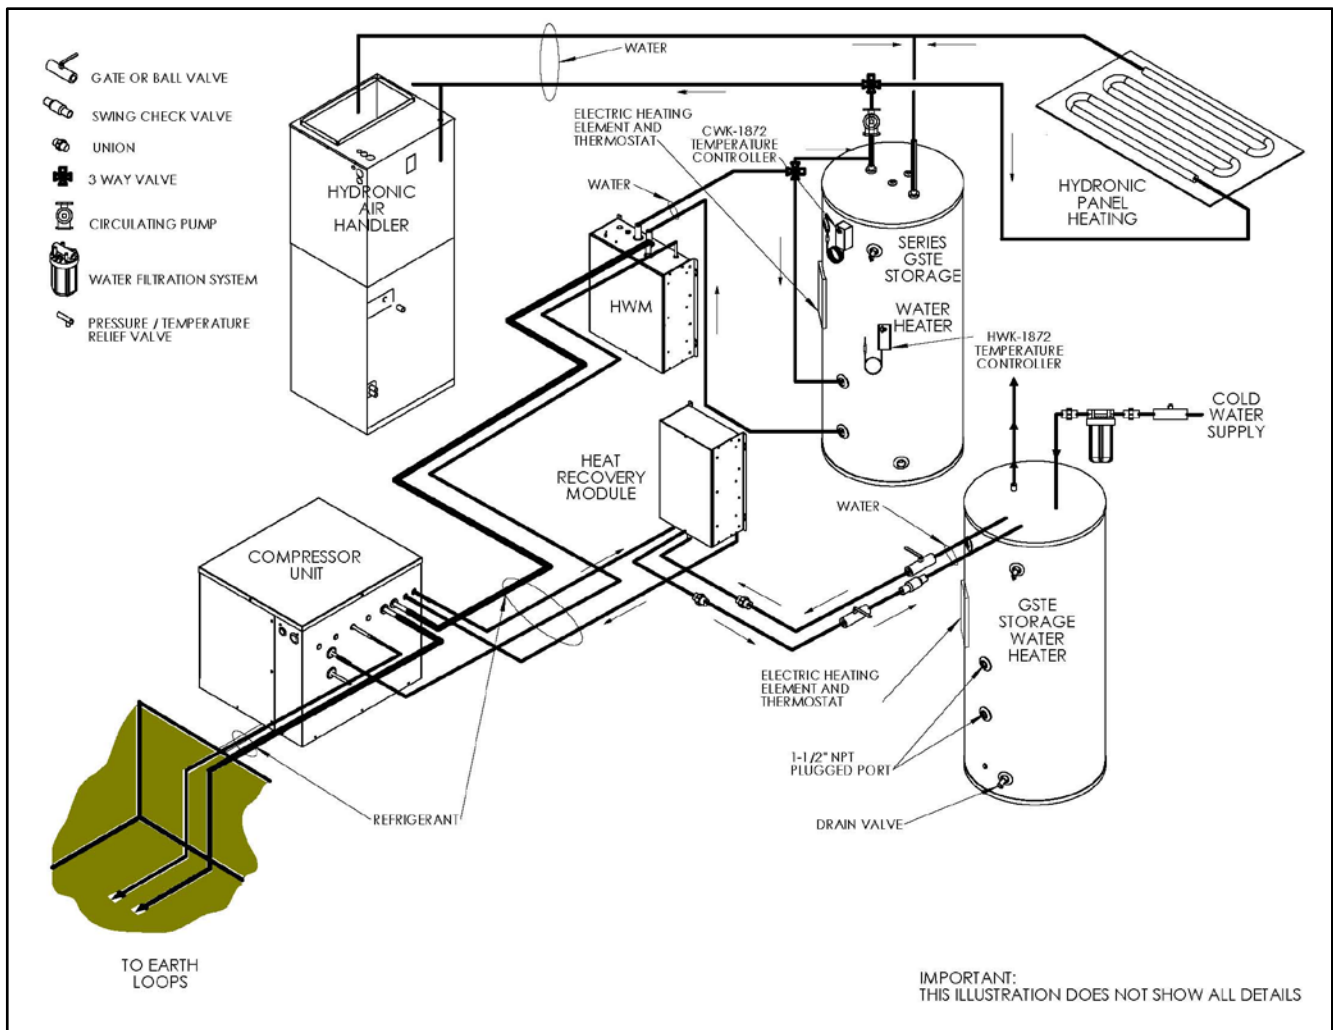 GATE OR BALL VALVE
SWING CHECK VALVE
UNION
3 WAY VALVE
CIRCULATING PUMP
WATER FILTRATION SYSTEM
PRESSURE / TEMPERATURE
RELIEF VALVE
WATER
HYDRONIC
AIR
HANDLER
ELECTRIC HEATING
ELEMENT AND
THERMOSTAT
CWK-1872
TEMPERATURE
CONTROLLER
WATER
HWM
SERIES
GSTE
STORAGE
WATER
HEATER
HYDRONIC
PANEL
HEATING
HWK-1872
TEMPERATURE
CONTROLLER
COLD
WATER
SUPPLY
HEAT
RECOVERY
MODULE
WATER
COMPRESSOR
UNIT
GSTE
STORAGE
WATER
HEATER
ELECTRIC HEATING
ELEMENT AND
THERMOSTAT
1-1/2" NPT
PLUGGED PORT
DRAIN VALVE
REFRIGERANT
TO EARTH
LOOPS
IMPORTANT:
THIS ILLUSTRATION DOES NOT SHOW ALL DETAILS